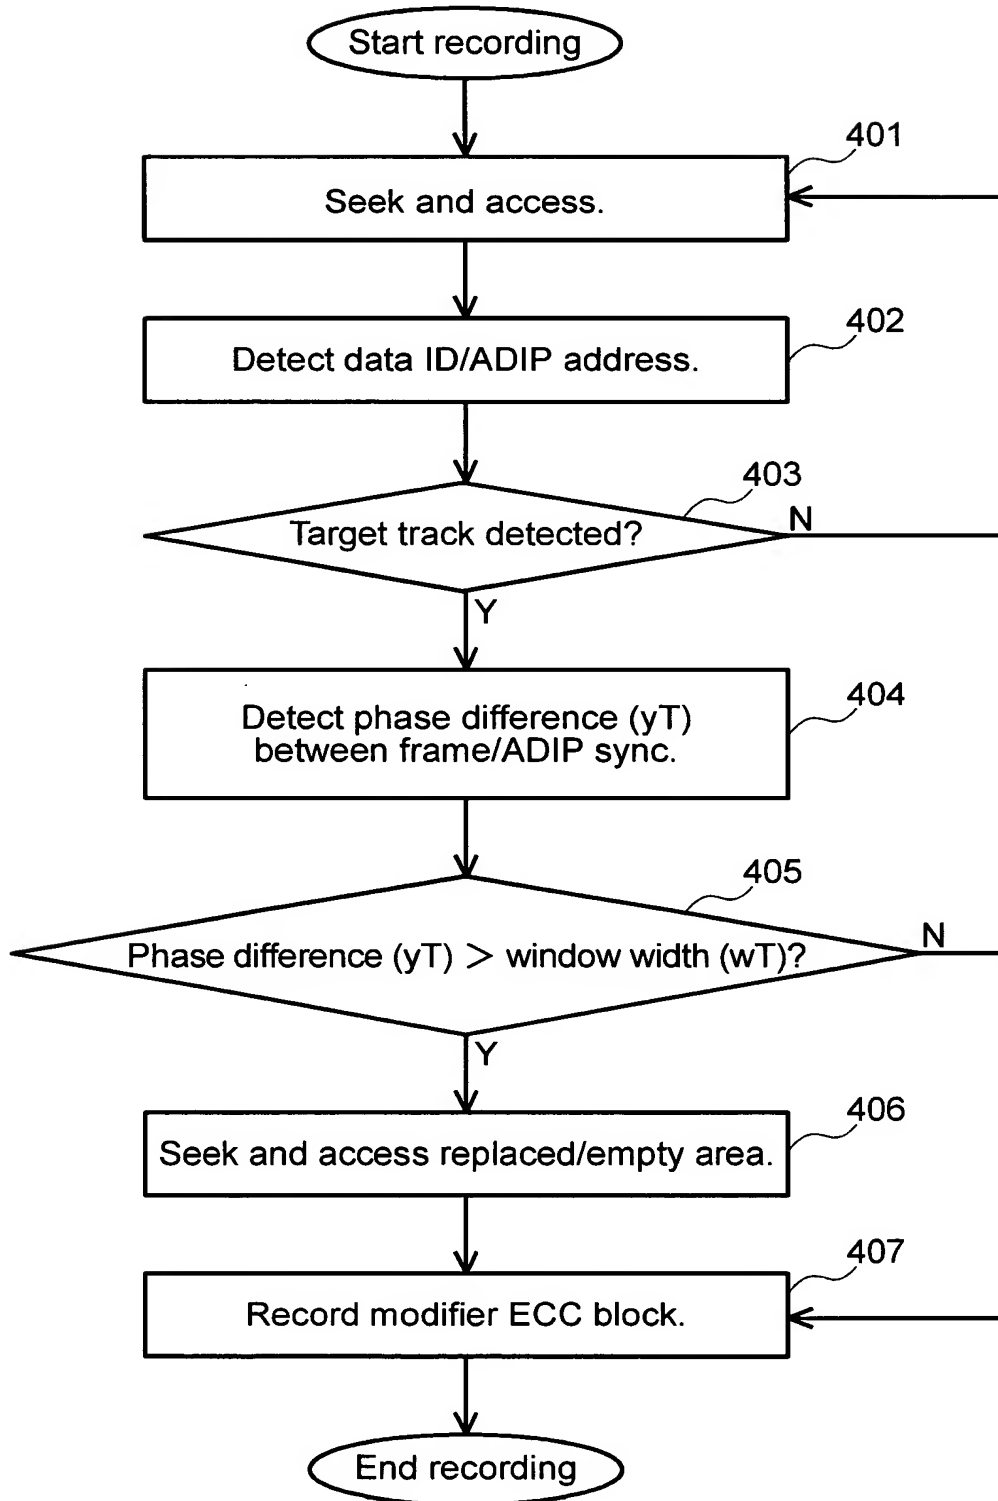 Start recording
401
Seek and access.
402
Detect data ID/ADIP address.
403
Target track detected?
N
Y
404
Detect phase difference (yT)
between frame/ADIP sync.
405
Phase difference (yT) > window width (wT)?
N
Y
406
Seek and access replaced/empty area.
407
Record modifier ECC block.
End recording